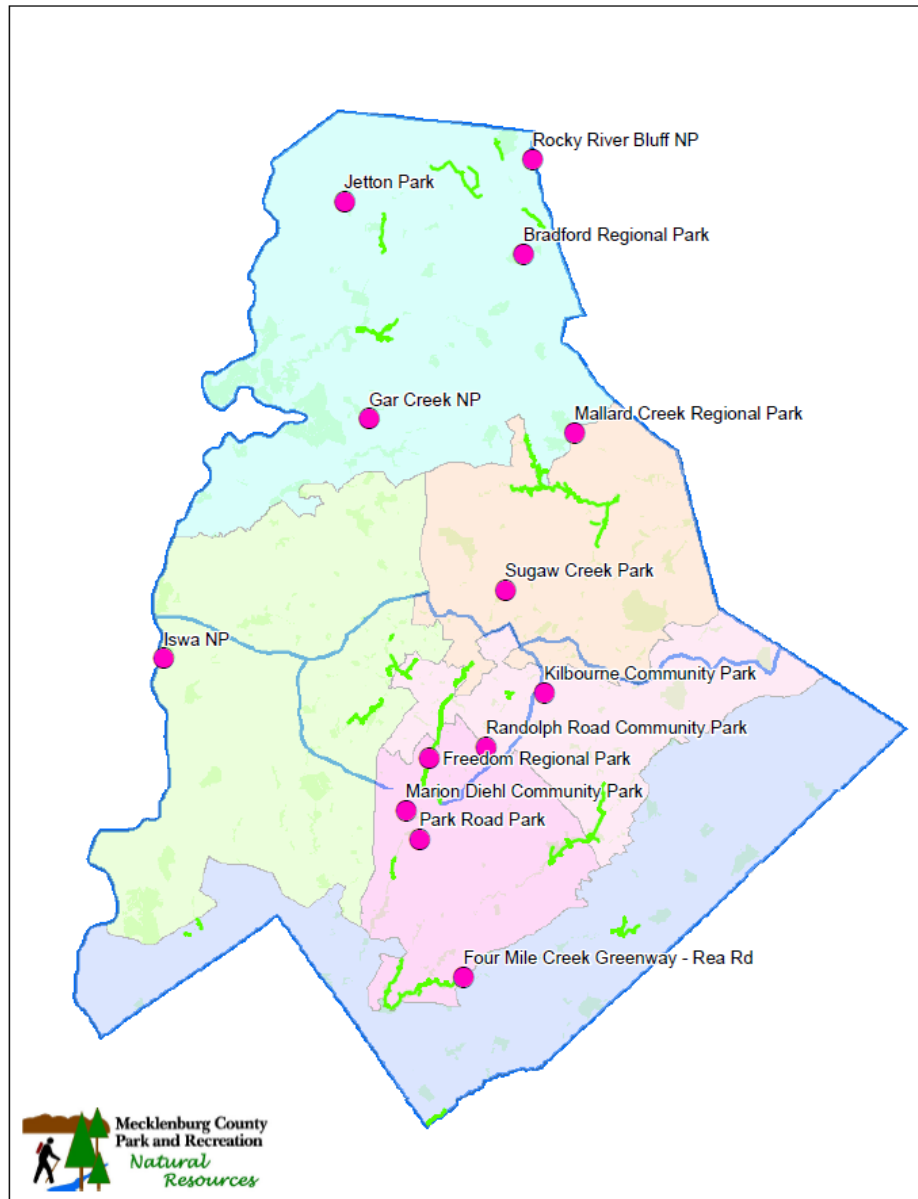 Rocky River Bluff NP
Jetton Park
Bradford Regional Park
Gar Creek NP
Mallard Creek Regional Park
Sugaw Creek Park
Iswa NP
Kilbourne Community Park
Randolph Road Community Park
Freedom Regional Park
Marion Diehl Community Park
Park Road Park
Four Mile Creek Greenway - Rea Rd
Mecklenburg County
Park and Recreation
Natural
Resources